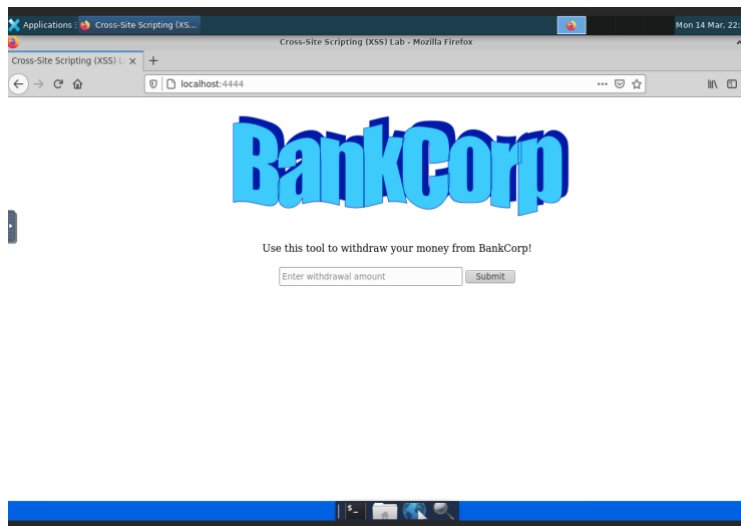 Applications Cross-Site Scripting (XS... Mon 14 Mar, 22:
Cross-Site Scripting (XSS) Lab - Mozilla Firefox
Cross-Site Scripting (XSS) L
localhost:4444
BankCorp
Use this tool to withdraw your money from BankCorp!
Enter withdrawal amount Submit
$_